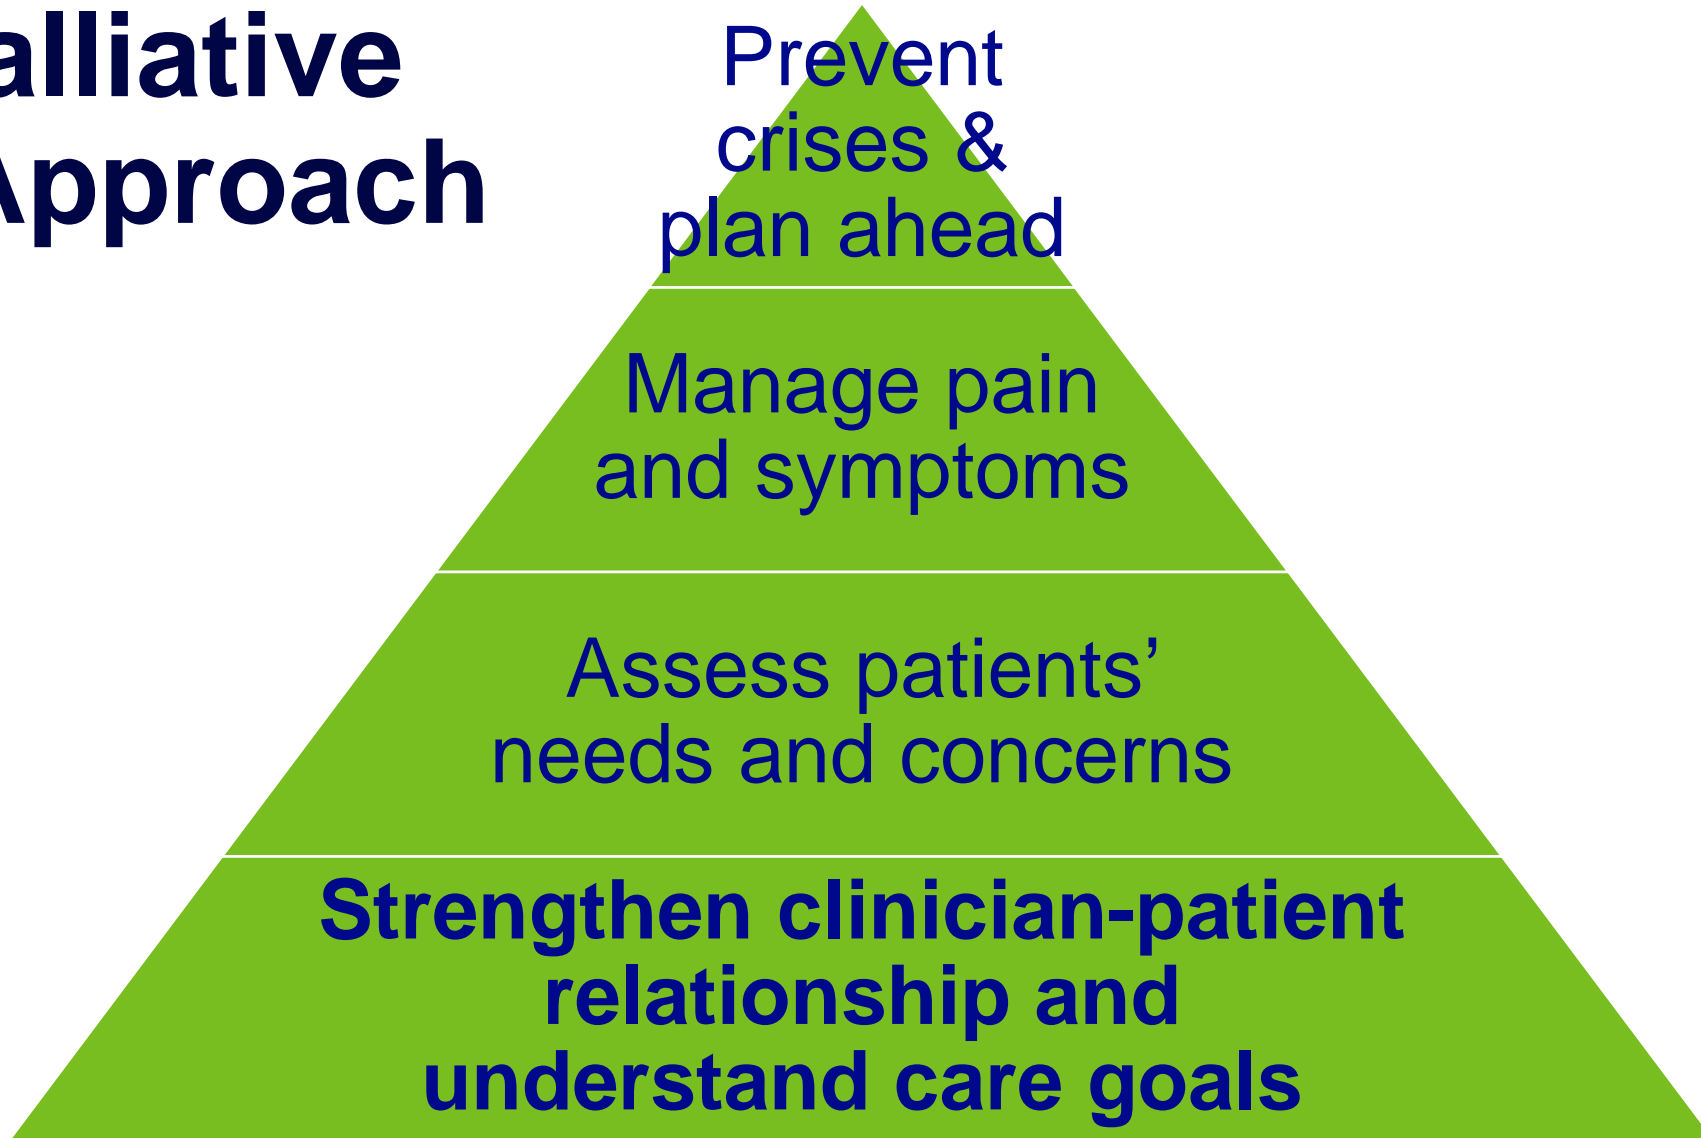 alliative
Approach
Prevent
crises &
plan ahead
Manage pain
and symptoms
Assess patients’
needs and concerns
Strengthen clinician-patient
relationship and
understand care goals